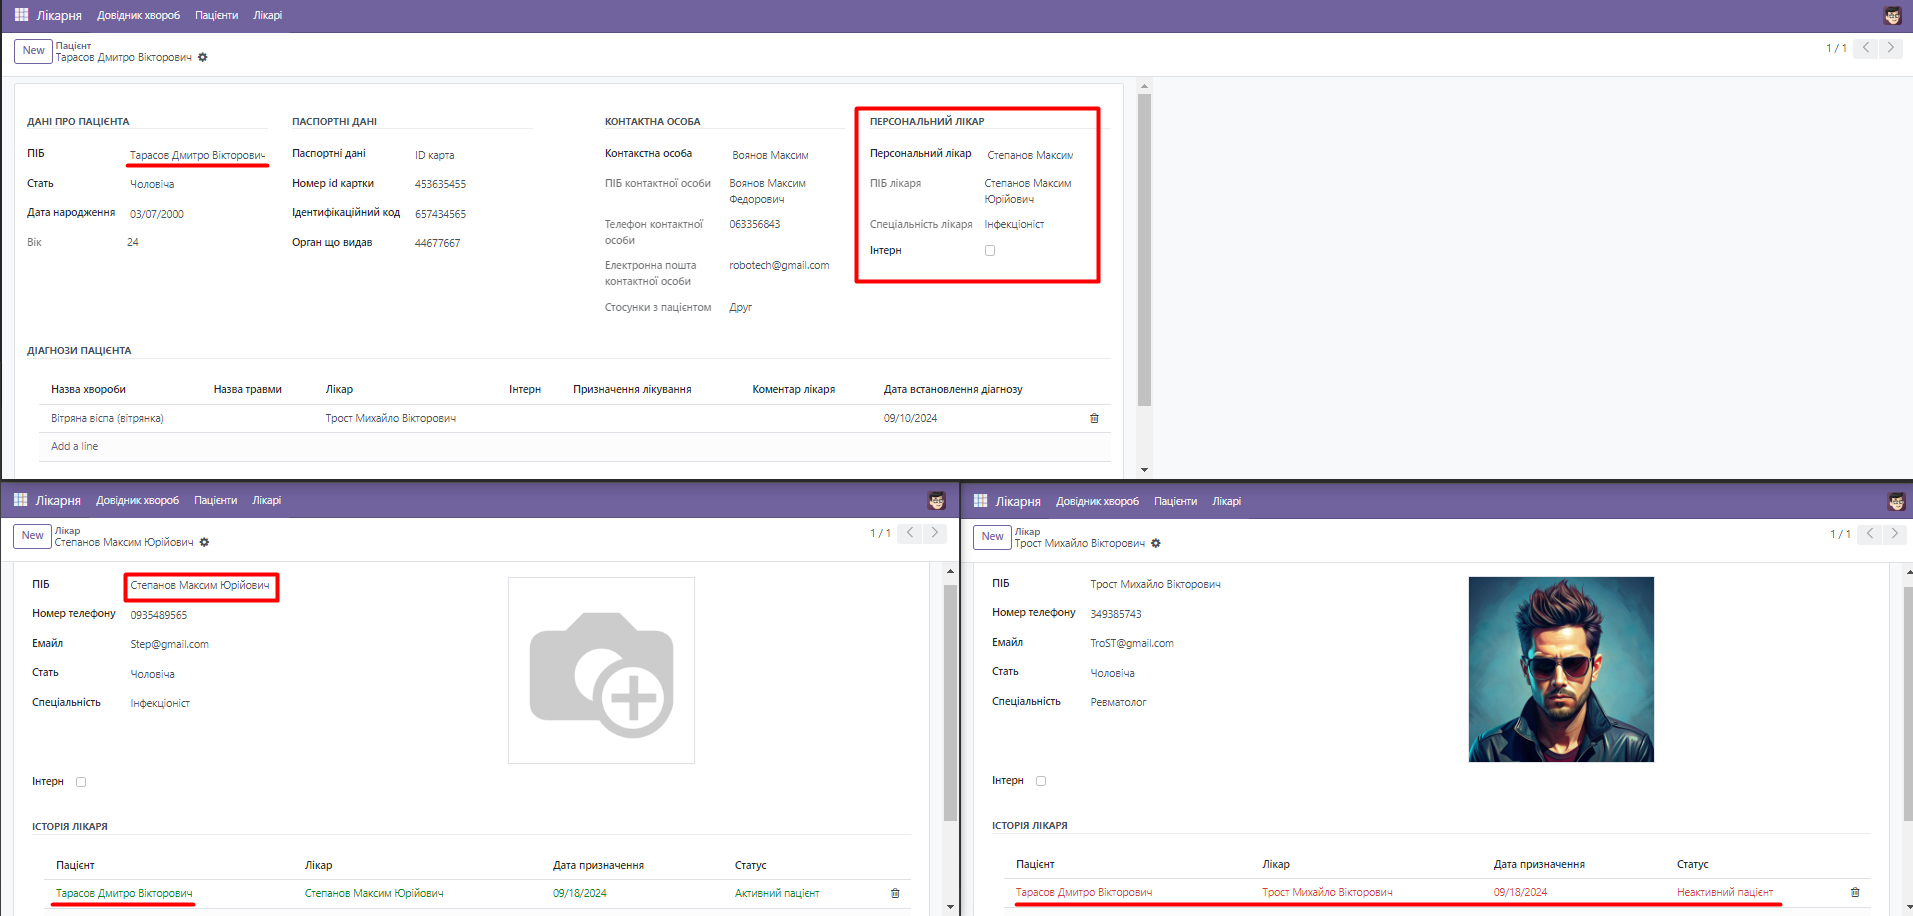 Лікарня Довідник хвороб Пацієнти Лікарі
New Пацієнт
Тарасов Дмитро Вікторович
1 / 1
ДАНІ ПРО ПАЦІЄНТА
ПІБ Тарасов Дмитро Вікторович
Стать Чоловіча
Дата народження 03/07/2000
Вік 24
ПАСПОРТНІ ДАНІ
Паспортні дані ID карта
Номер id картки 453635455
Ідентифікаційний код 657434565
Орган що видав 44677667
КОНТАКТНА ОСОБА
Контакстна особа Воянов Максим
ПІБ контактної особи Воянов Максим
Федорович
Телефон контактної 063356843
особи
Електронна пошта robotech@gmail.com
контактної особи
Стосунки з пацієнтом Друг
ПЕРСОНАЛЬНИЙ ЛІКАР
Персональний лікар Степанов Максим
ПІБ лікаря Степанов Максим
Юрійович
Спеціальність лікаря Інфекціоніст
Інтерн
ДІАГНОЗИ ПАЦІЄНТА
Назва хвороби Назва травми Лікар Інтерн Призначення лікування Коментар лікаря Дата встановлення діагнозу
Вітряна віспа (вітрянка) Трост Михайло Вікторович 09/10/2024
Add a line
Лікарня Довідник хвороб Пацієнти Лікарі
New Лікар
Степанов Максим Юрійович
1 / 1
ПІБ Степанов Максим Юрійович
Номер телефону 0935489565
Емайл Step@gmail.com
Стать Чоловіча
Спеціальність Інфекціоніст
Інтерн
ІСТОРІЯ ЛІКАРЯ
Пацієнт Лікар Дата призначення Статус
Тарасов Дмитро Вікторович Степанов Максим Юрійович 09/18/2024 Активний пацієнт
Лікарня Довідник хвороб Пацієнти Лікарі
New Лікар
Трост Михайло Вікторович
1 / 1
ПІБ Трост Михайло Вікторович
Номер телефону 349385743
Емайл TroST@gmail.com
Стать Чоловіча
Спеціальність Ревматолог
Інтерн
ІСТОРІЯ ЛІКАРЯ
Пацієнт Лікар Дата призначення Статус
Тарасов Дмитро Вікторович Трост Михайло Вікторович 09/18/2024 Неактивний пацієнт